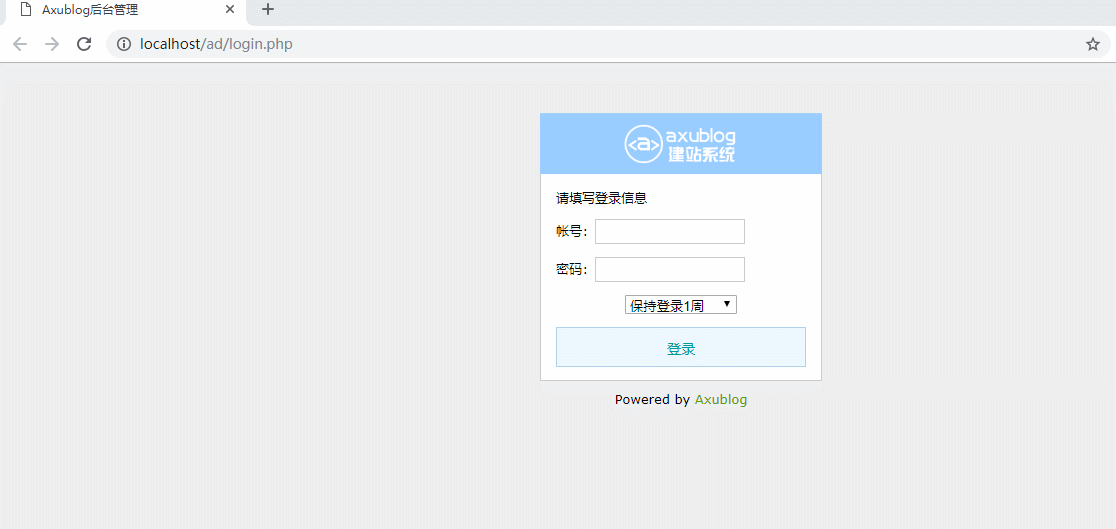 Axublog后台管理
localhost/ad/login.php
<a> axublog
建站系统
请填写登录信息
帐号:
密码:
保持登录1周
登录
Powered by Axublog